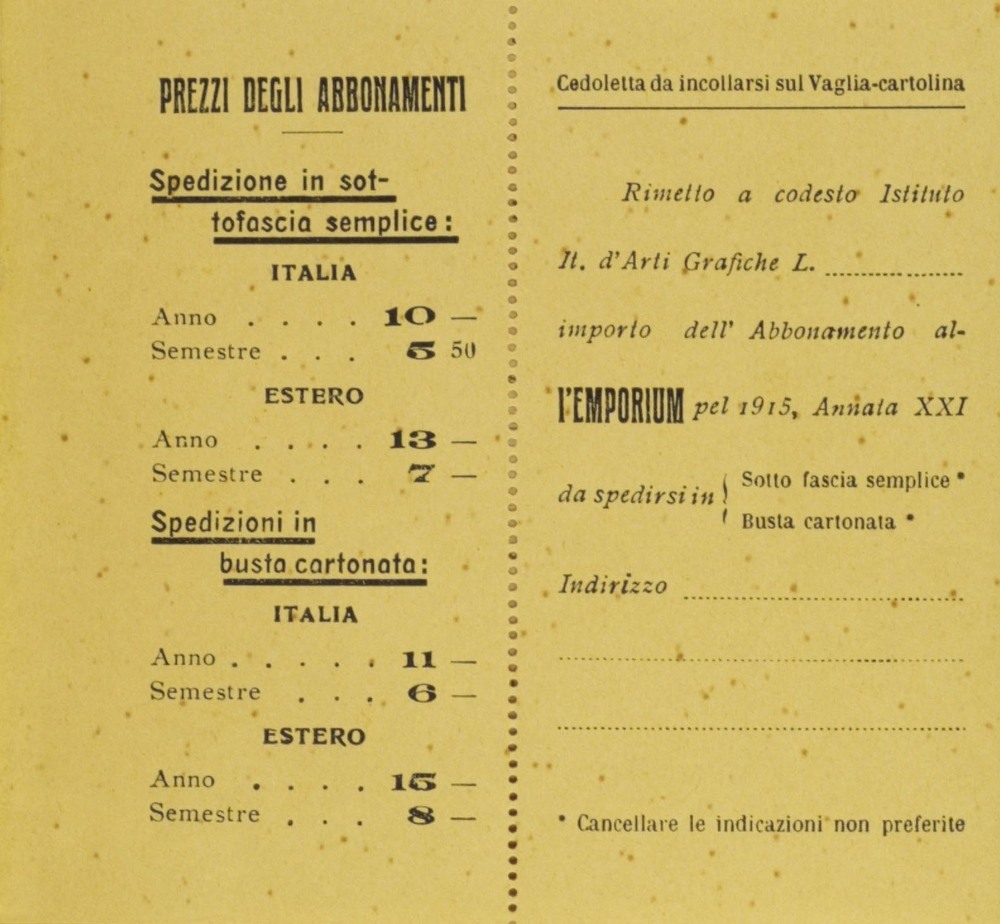 PREZZI DEGLI ABBONAMENTI
Spedizione in sot-
tofascia semplice:
ITALIA
Anno . . . . 10 —
Semestre . . . 5 50
ESTERO
Anno . . . . 13 —
Semestre . . . 7 —
Spedizioni in
busta cartonata:
ITALIA
Anno . . . . . 11 —
Semestre . . . 6 —
ESTERO
Anno . . . . 15 —
Semestre . . . 8 —
Cedoletta da incollarsi sul Vaglia-cartolina
Rimetto a codesto Istituto
It. d'Arti Grafiche L. ....................
importo dell' Abbonamento al-
l'EMPORIUM pel 1915, Annata XXI
da spedirsi in { Sotto fascia semplice *
Busta cartonata *
Indirizzo ........................................
* Cancellare le indicazioni non preferite